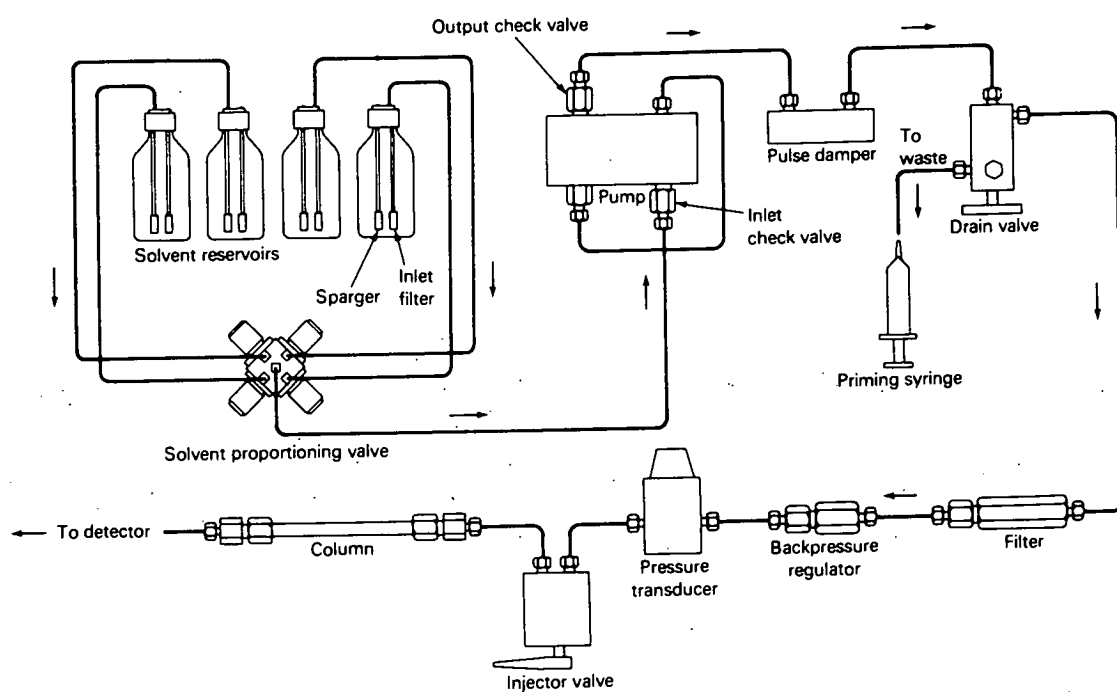 Output check valve
Solvent reservoirs
Sparger
Inlet
filter
Pump
Inlet
check valve
Pulse damper
To
waste
Drain valve
Priming syringe
Solvent proportioning valve
To detector
Column
Injector valve
Pressure
transducer
Backpressure
regulator
Filter